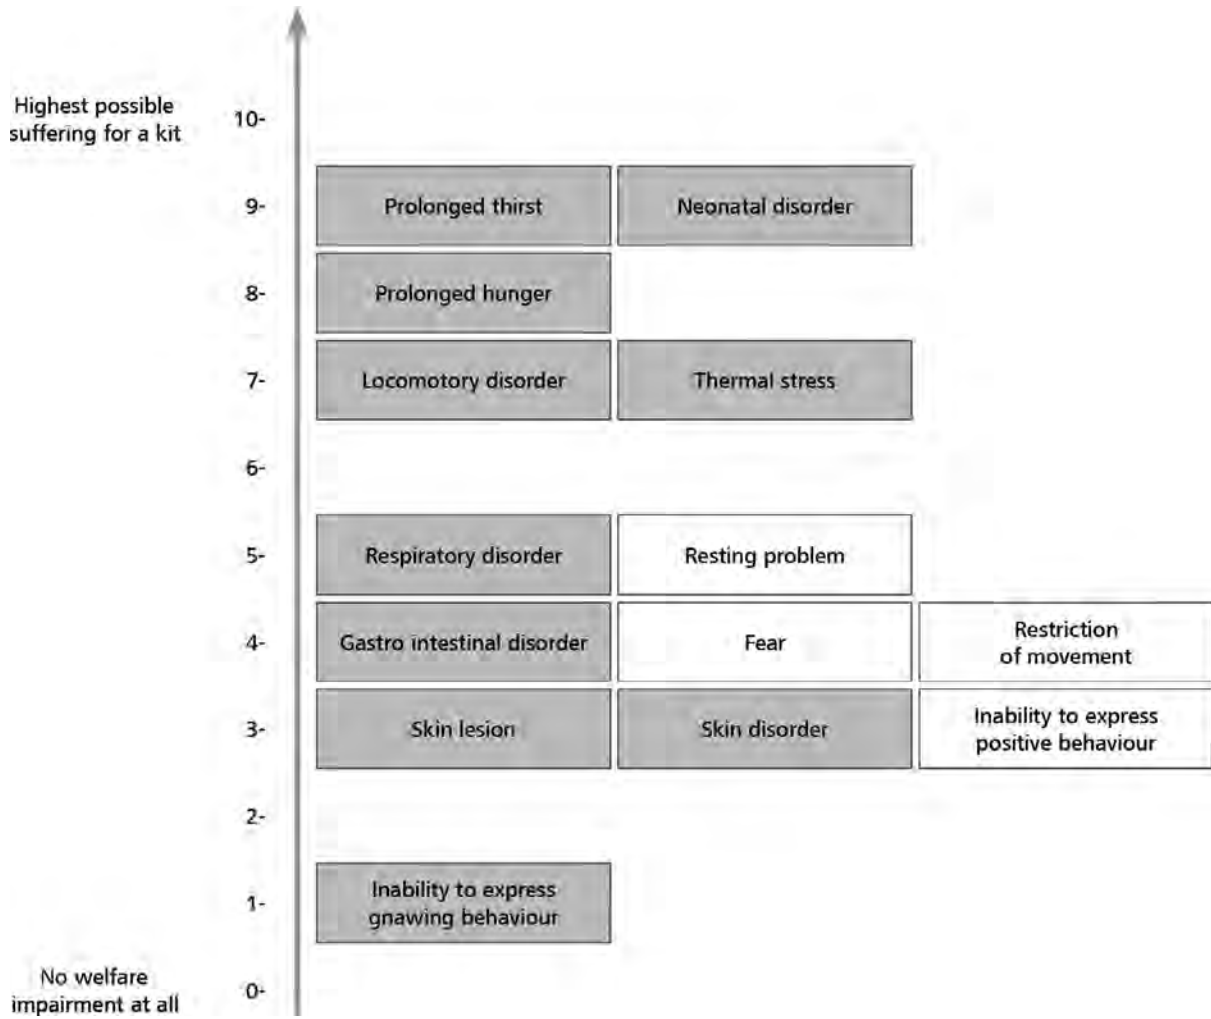 Highest possible
suffering for a kit
10-
9-
Prolonged thirst
Neonatal disorder
8-
Prolonged hunger
7-
Locomotory disorder
Thermal stress
6-
5-
Respiratory disorder
Resting problem
4-
Gastro intestinal disorder
Fear
Restriction
of movement
3-
Skin lesion
Skin disorder
Inability to express
positive behaviour
2-
1-
Inability to express
gnawing behaviour
No welfare
impairment at all
0-